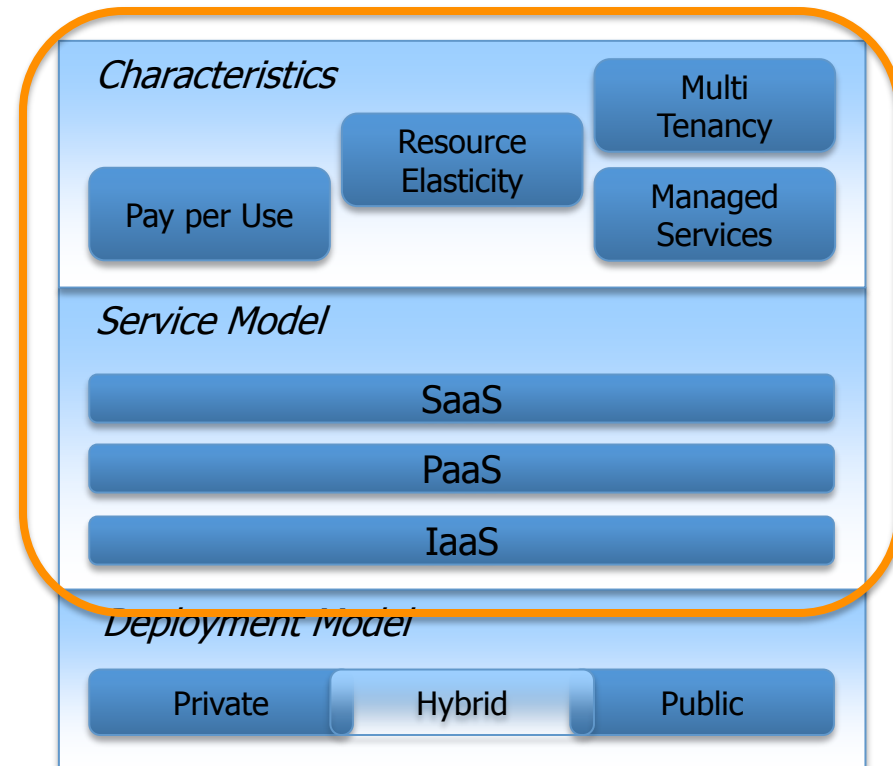 Characteristics
Multi
Tenancy
Resource
Elasticity
Pay per Use
Managed
Services
Service Model
SaaS
PaaS
IaaS
Deployment Model
Private
Hybrid
Public